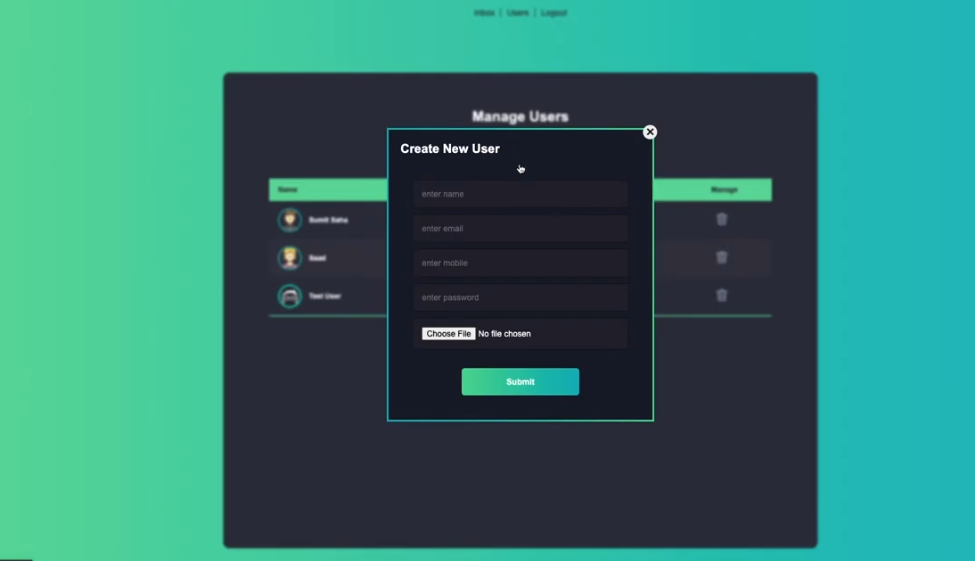 Inbox | Users | Logout
Manage Users
Create New User
Name
Manage
enter name
Sumit Saha
enter email
Saad
enter mobile
Test User
enter password
Choose File No file chosen
Submit